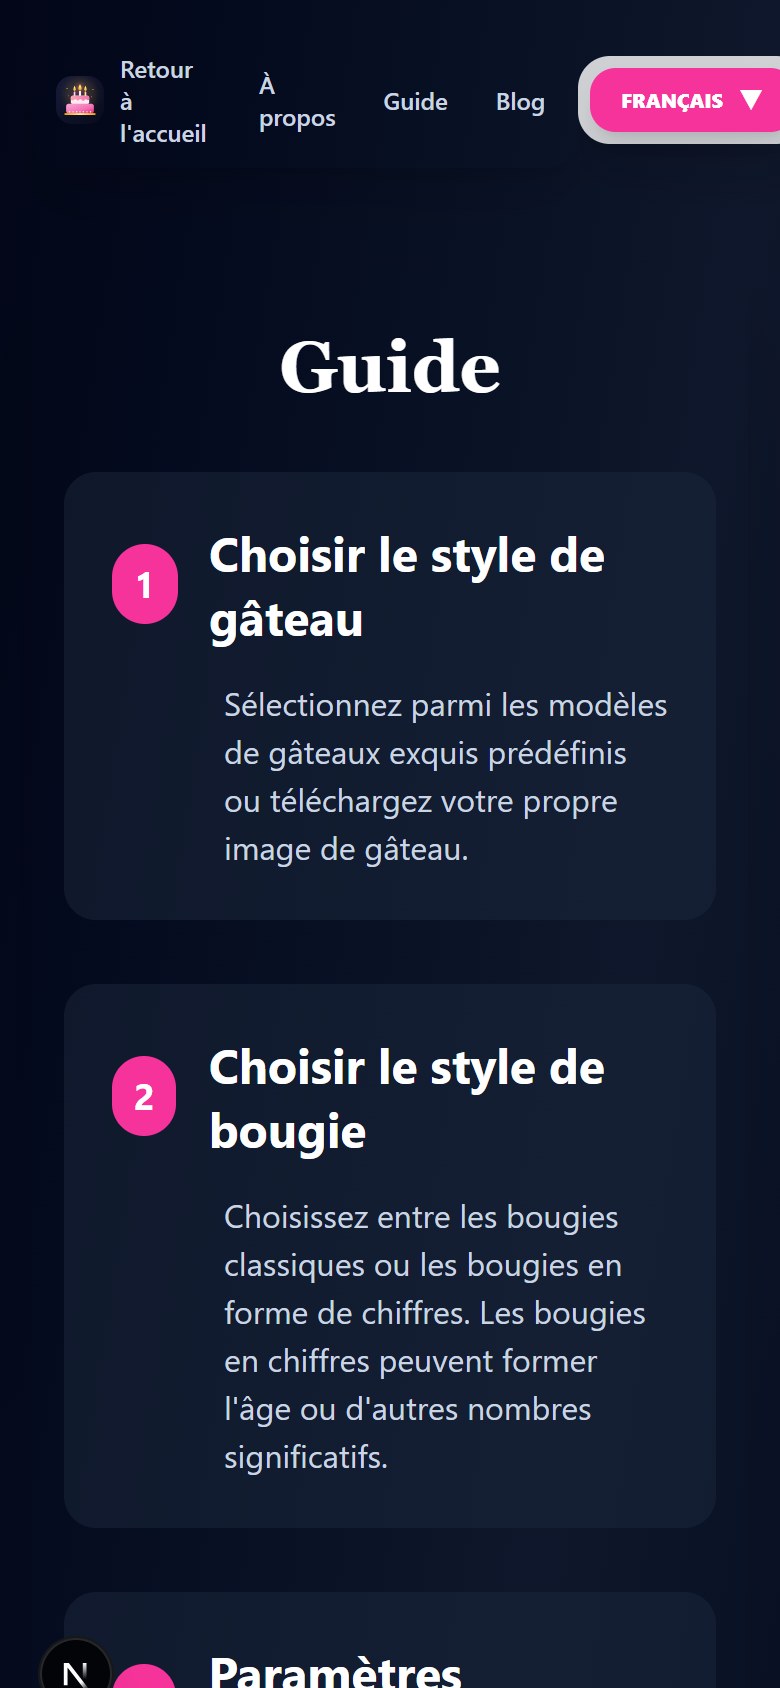 Retour
à
l'accueil
À
propos
Guide
Blog
FRANÇAIS ▼
Guide
1
Choisir le style de
gâteau
Sélectionnez parmi les modèles
de gâteaux exquis prédéfinis
ou téléchargez votre propre
image de gâteau.
2
Choisir le style de
bougie
Choisissez entre les bougies
classiques ou les bougies en
forme de chiffres. Les bougies
en chiffres peuvent former
l'âge ou d'autres nombres
significatifs.
Paramètres
N